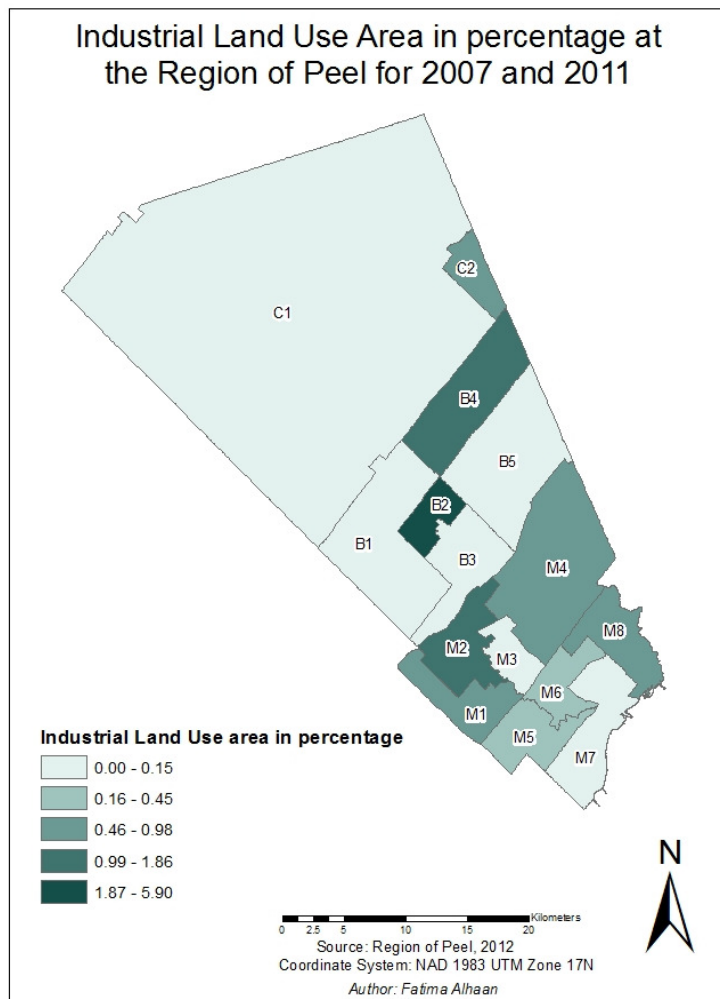 Industrial Land Use Area in percentage at
the Region of Peel for 2007 and 2011
C2
C1
B4
B5
B2
B1
B3
M4
M8
M2
M3
M6
M1
M5
M7
Industrial Land Use area in percentage
0.00 - 0.15
0.16 - 0.45
0.46 - 0.98
0.99 - 1.86
1.87 - 5.90
N
Kilometers
0 2.5 5 10 15 20
Source: Region of Peel, 2012
Coordinate System: NAD 1983 UTM Zone 17N
Author: Fatima Alhaan